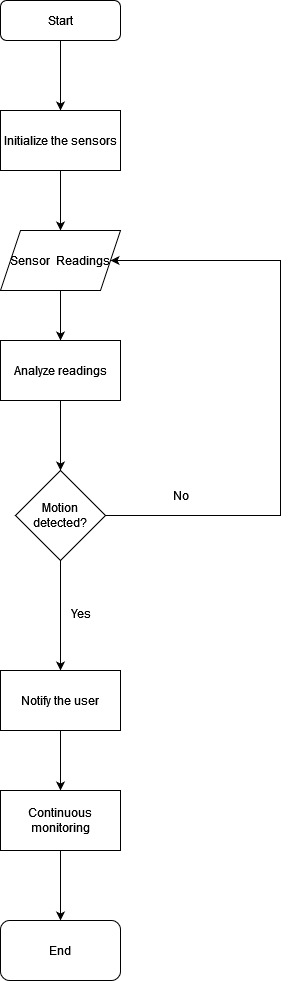 Start
Initialize the sensors
Sensor Readings
Analyze readings
Motion
detected?
No
Yes
Notify the user
Continuous
monitoring
End